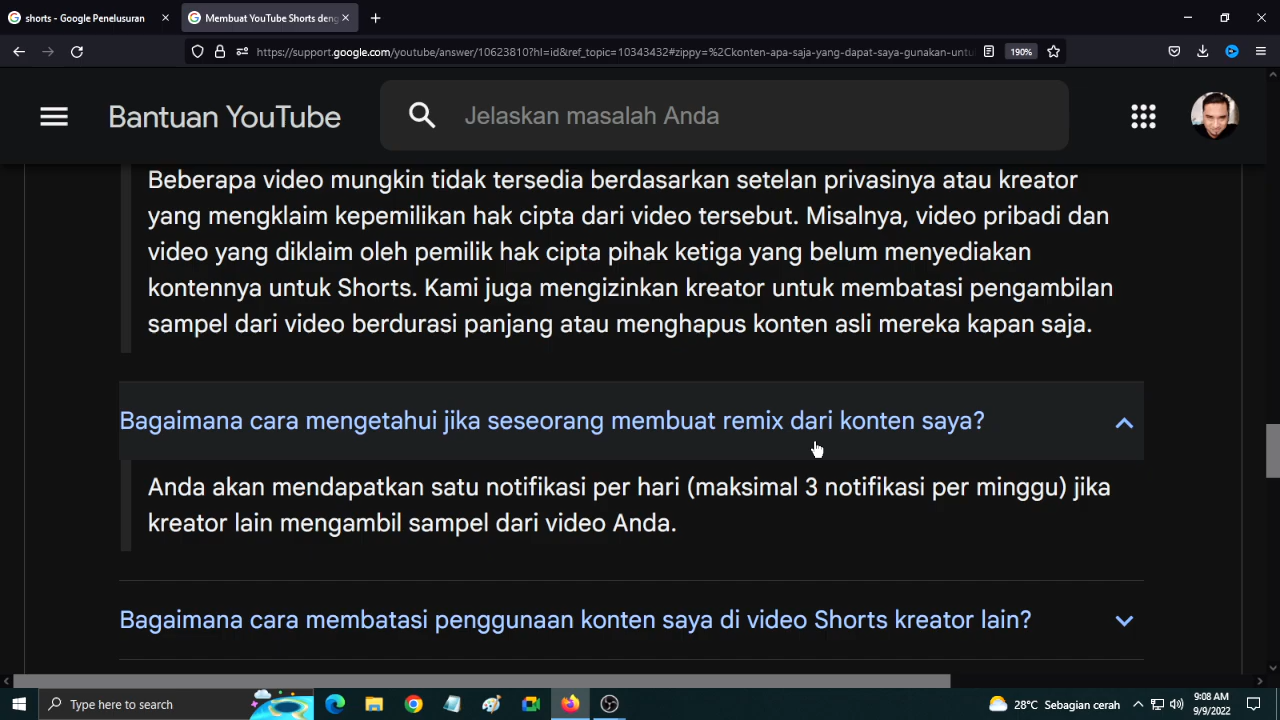 shorts - Google Penelusuran
Membuat YouTube Shorts deng
https://support.google.com/youtube/answer/10623810?hl=id&ref_topic=10343432#zippy=%2Ckonten-apa-saja-yang-dapat-saya-gunakan-untu
190%
Bantuan YouTube
Jelaskan masalah Anda
Beberapa video mungkin tidak tersedia berdasarkan setelan privasinya atau kreator
yang mengklaim kepemilikan hak cipta dari video tersebut. Misalnya, video pribadi dan
video yang diklaim oleh pemilik hak cipta pihak ketiga yang belum menyediakan
kontennya untuk Shorts. Kami juga mengizinkan kreator untuk membatasi pengambilan
sampel dari video berdurasi panjang atau menghapus konten asli mereka kapan saja.
Bagaimana cara mengetahui jika seseorang membuat remix dari konten saya?
Anda akan mendapatkan satu notifikasi per hari (maksimal 3 notifikasi per minggu) jika
kreator lain mengambil sampel dari video Anda.
Bagaimana cara membatasi penggunaan konten saya di video Shorts kreator lain?
Type here to search
28°C Sebagian cerah
9:08 AM
9/9/2022